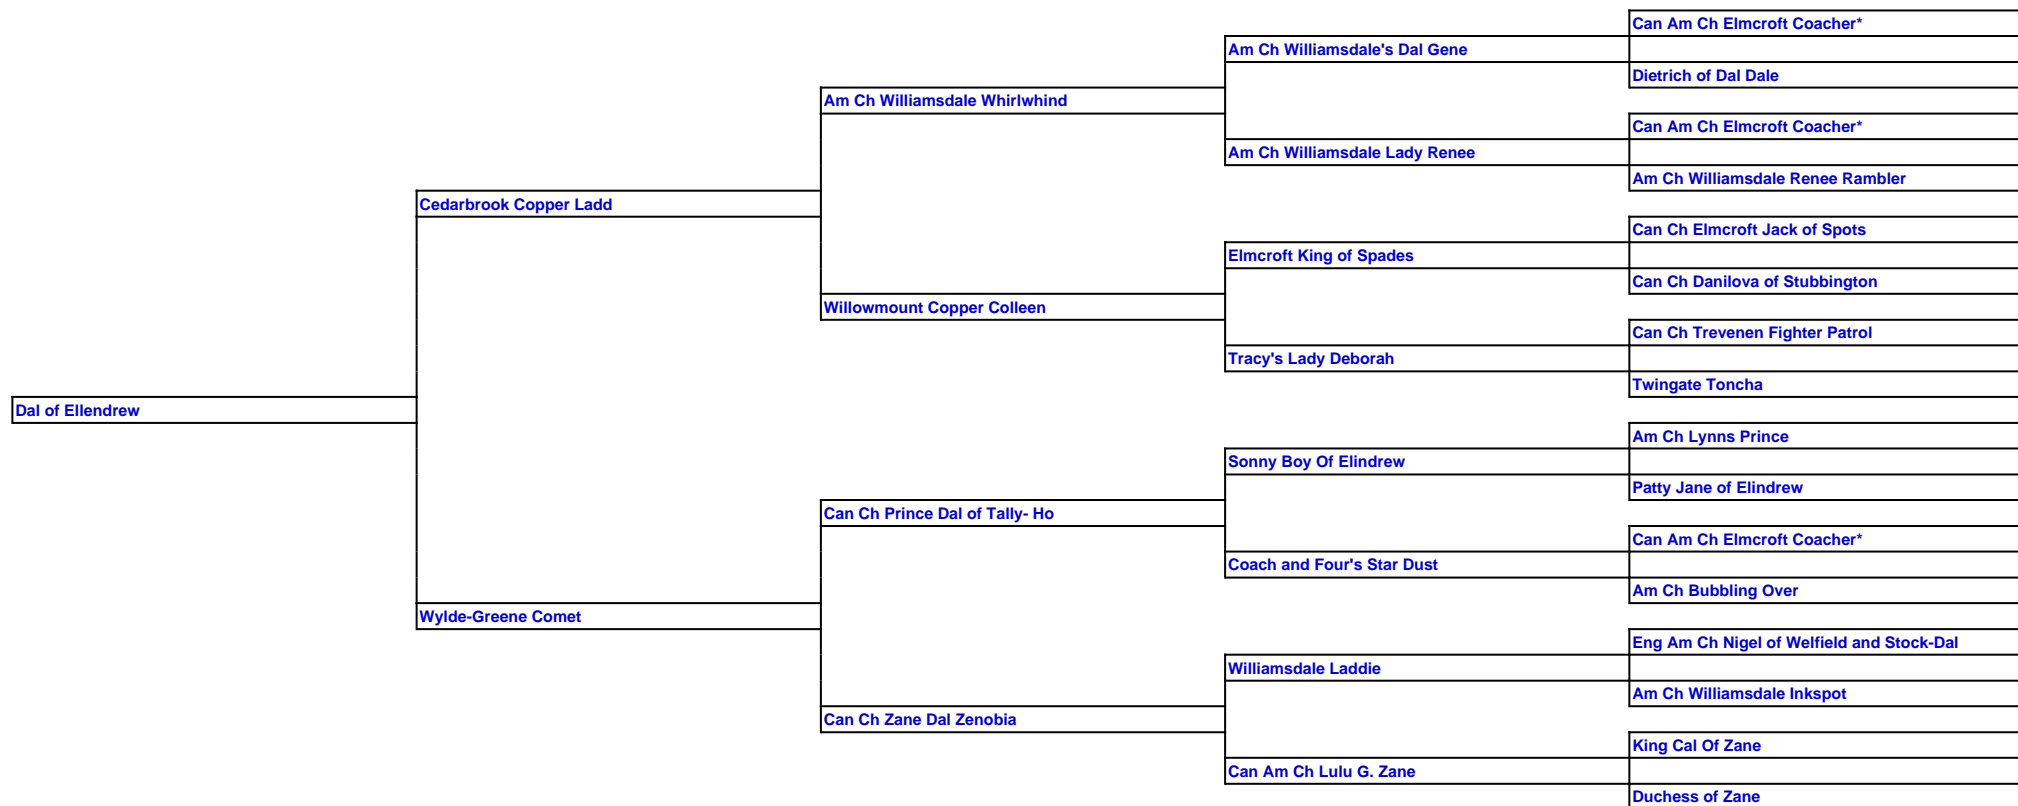 Can Am Ch Elmcroft Coacher*
Am Ch Williamsdale's Dal Gene
Dietrich of Dal Dale
Am Ch Williamsdale Whirlwhind
Can Am Ch Elmcroft Coacher*
Am Ch Williamsdale Lady Renee
Am Ch Williamsdale Renee Rambler
Cedarbrook Copper Ladd
Can Ch Elmcroft Jack of Spots
Elmcroft King of Spades
Can Ch Danilova of Stubbington
Willowmount Copper Colleen
Can Ch Trevenen Fighter Patrol
Tracy's Lady Deborah
Twingate Toncha
Dal of Ellendrew
Am Ch Lynns Prince
Sonny Boy Of Elindrew
Patty Jane of Elindrew
Can Ch Prince Dal of Tally- Ho
Can Am Ch Elmcroft Coacher*
Coach and Four's Star Dust
Am Ch Bubbling Over
Wylde-Greene Comet
Eng Am Ch Nigel of Welfield and Stock-Dal
Williamsdale Laddie
Am Ch Williamsdale Inkspot
Can Ch Zane Dal Zenobia
King Cal Of Zane
Can Am Ch Lulu G. Zane
Duchess of Zane